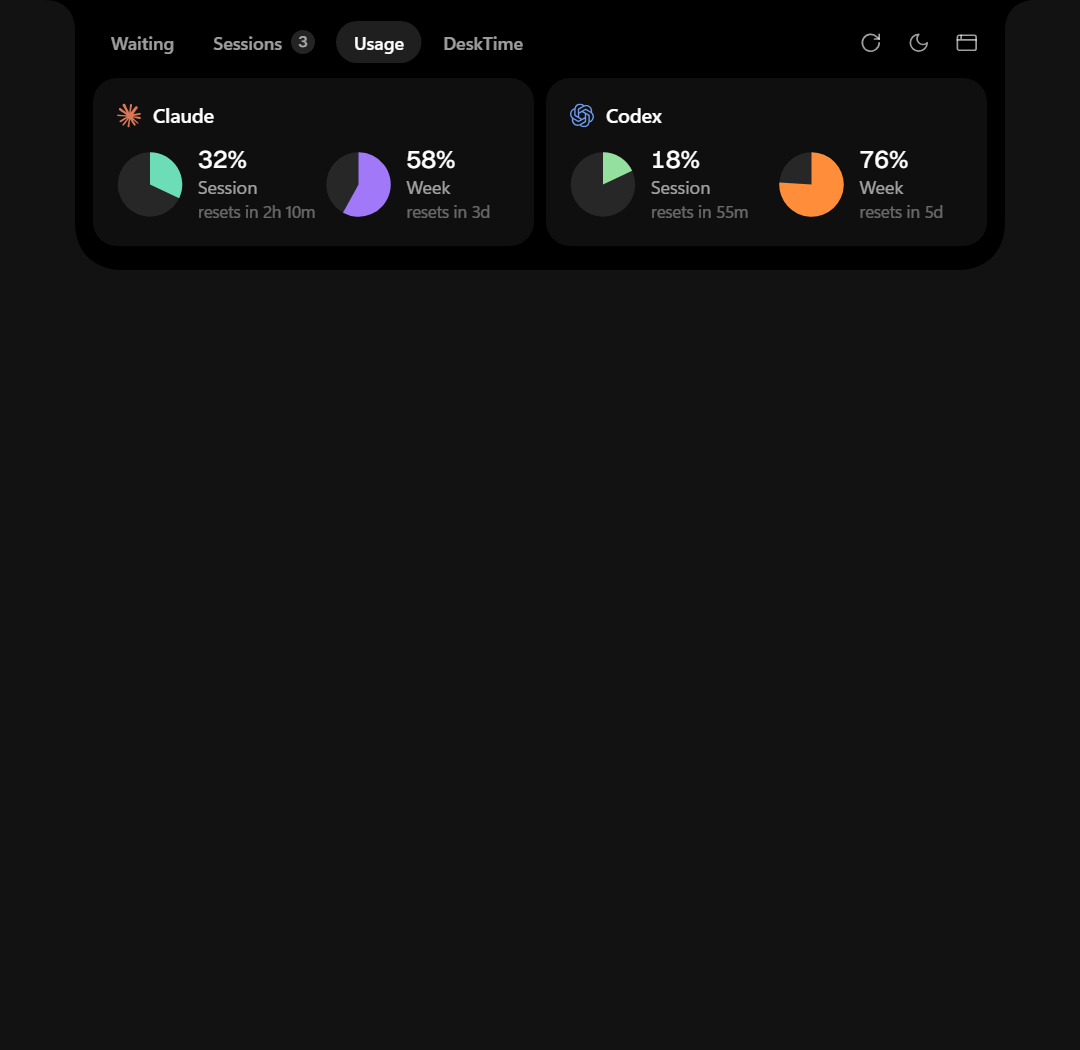 Waiting Sessions 3 Usage DeskTime
Claude
32%
Session
resets in 2h 10m
58%
Week
resets in 3d
Codex
18%
Session
resets in 55m
76%
Week
resets in 5d